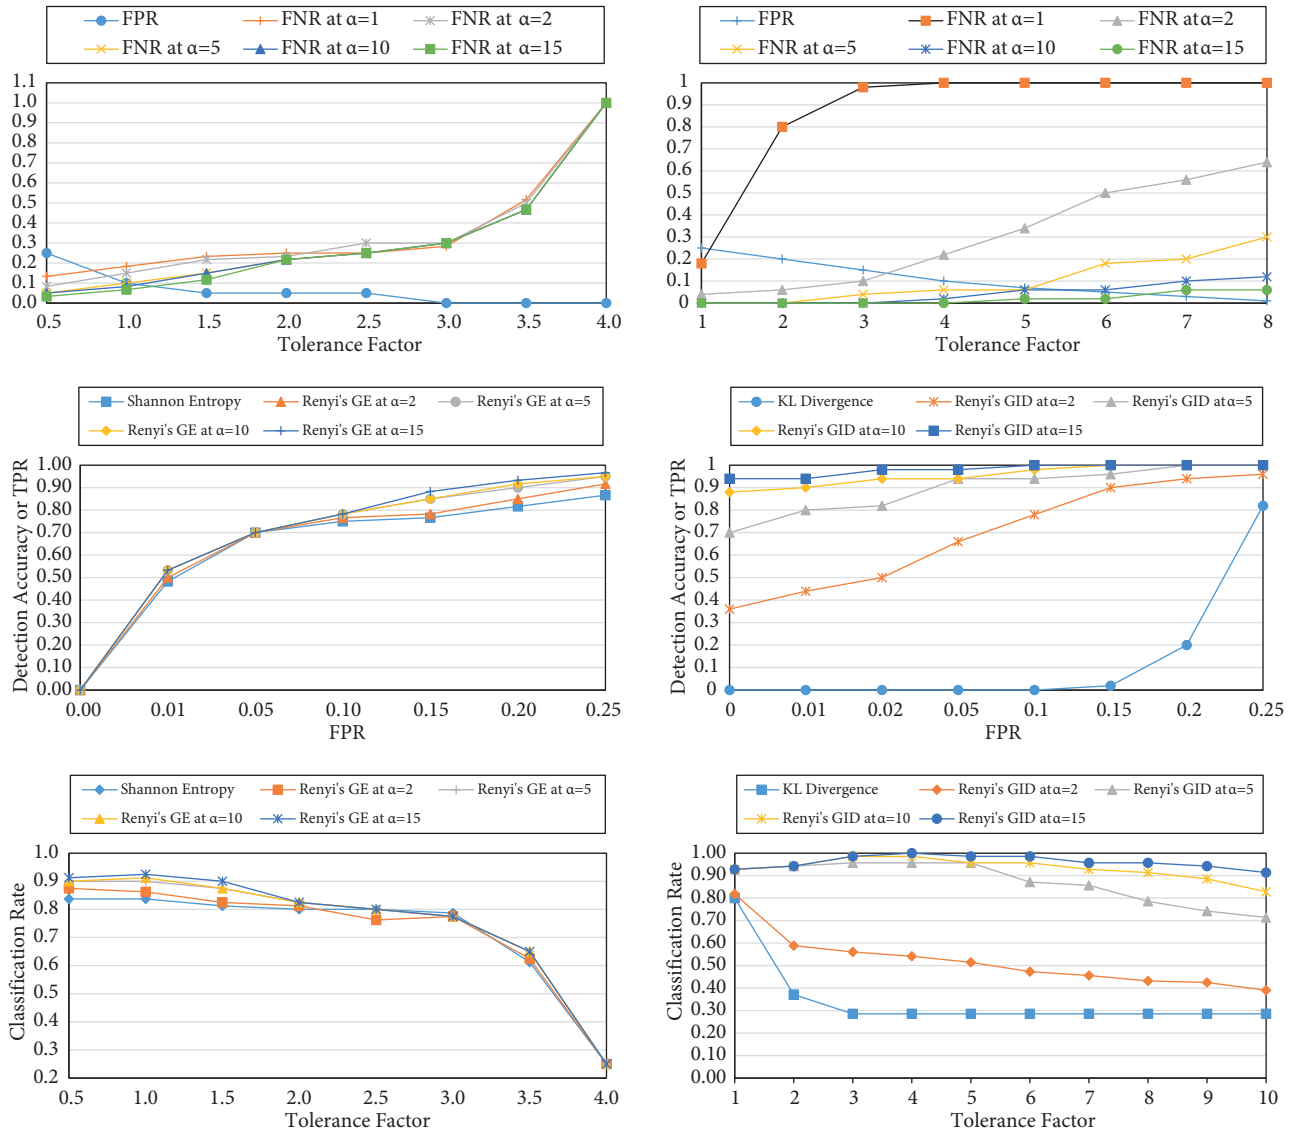 FPR FNR at α=1 FNR at α=2
FNR at α=5 FNR at α=10 FNR at α=15
1.1
1.0
0.9
0.8
0.7
0.6
0.5
0.4
0.3
0.2
0.1
0.0
0.5 1.0 1.5 2.0 2.5 3.0 3.5 4.0
Tolerance Factor
FPR FNR at α=1 FNR at α=2
FNR at α=5 FNR at α=10 FNR at α=15
1
0.9
0.8
0.7
0.6
0.5
0.4
0.3
0.2
0.1
0
1 2 3 4 5 6 7 8
Tolerance Factor
Shannon Entropy Renyi's GE at α=2 Renyi's GE at α=5
Renyi's GE at α=10 Renyi's GE at α=15
Detection Accuracy or TPR
1.00
0.90
0.80
0.70
0.60
0.50
0.40
0.30
0.20
0.10
0.00
0.00 0.01 0.05 0.10 0.15 0.20 0.25
FPR
KL Divergence Renyi's GID at α=2 Renyi's GID at α=5
Renyi's GID at α=10 Renyi's GID at α=15
Detection Accuracy or TPR
1
0.9
0.8
0.7
0.6
0.5
0.4
0.3
0.2
0.1
0
0 0.01 0.02 0.05 0.1 0.15 0.2 0.25
FPR
Shannon Entropy Renyi's GE at α=2 Renyi's GE at α=5
Renyi's GE at α=10 Renyi's GE at α=15
Classification Rate
1.0
0.9
0.8
0.7
0.6
0.5
0.4
0.3
0.2
0.5 1.0 1.5 2.0 2.5 3.0 3.5 4.0
Tolerance Factor
KL Divergence Renyi's GID at α=2 Renyi's GID at α=5
Renyi's GID at α=10 Renyi's GID at α=15
Classification Rate
1.00
0.90
0.80
0.70
0.60
0.50
0.40
0.30
0.20
0.10
0.00
1 2 3 4 5 6 7 8 9 10
Tolerance Factor